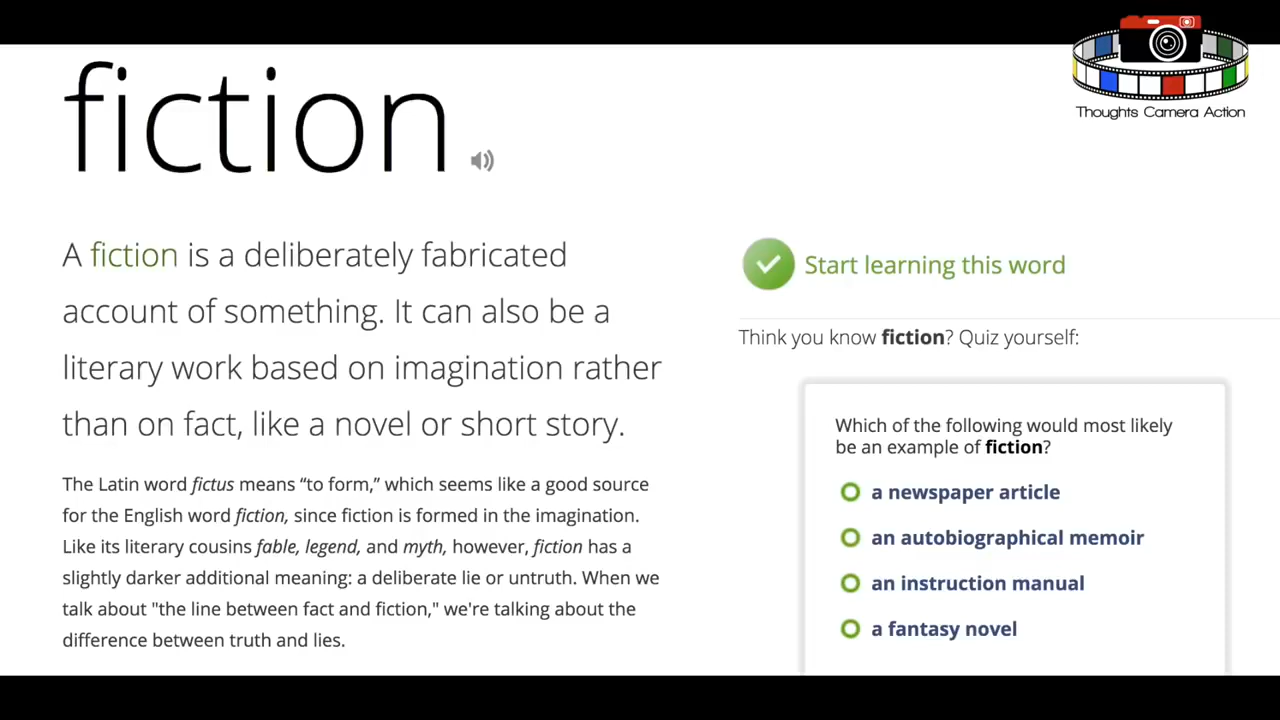 fiction
Thoughts Camera Action
A fiction is a deliberately fabricated
account of something. It can also be a
literary work based on imagination rather
than on fact, like a novel or short story.
The Latin word fictus means “to form,” which seems like a good source
for the English word fiction, since fiction is formed in the imagination.
Like its literary cousins fable, legend, and myth, however, fiction has a
slightly darker additional meaning: a deliberate lie or untruth. When we
talk about "the line between fact and fiction," we're talking about the
difference between truth and lies.
Start learning this word
Think you know fiction? Quiz yourself:
Which of the following would most likely
be an example of fiction?
a newspaper article
an autobiographical memoir
an instruction manual
a fantasy novel